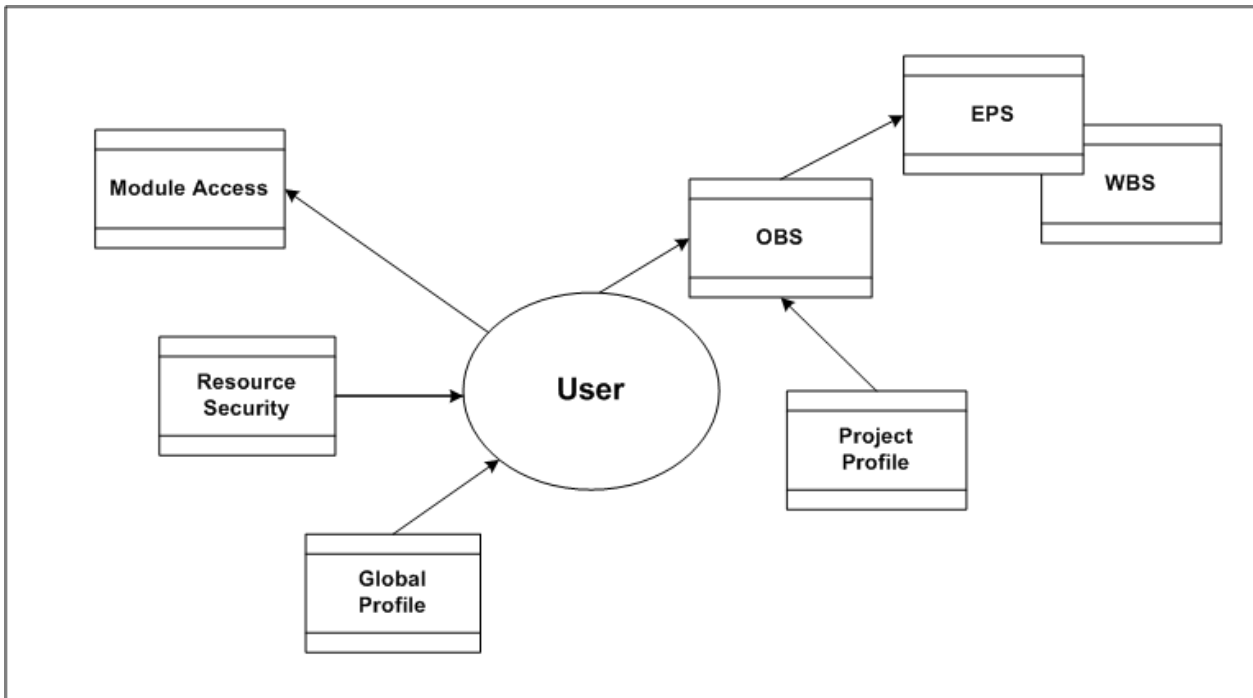 EPS
WBS
Module Access
OBS
Resource
Security
User
Project
Profile
Global
Profile